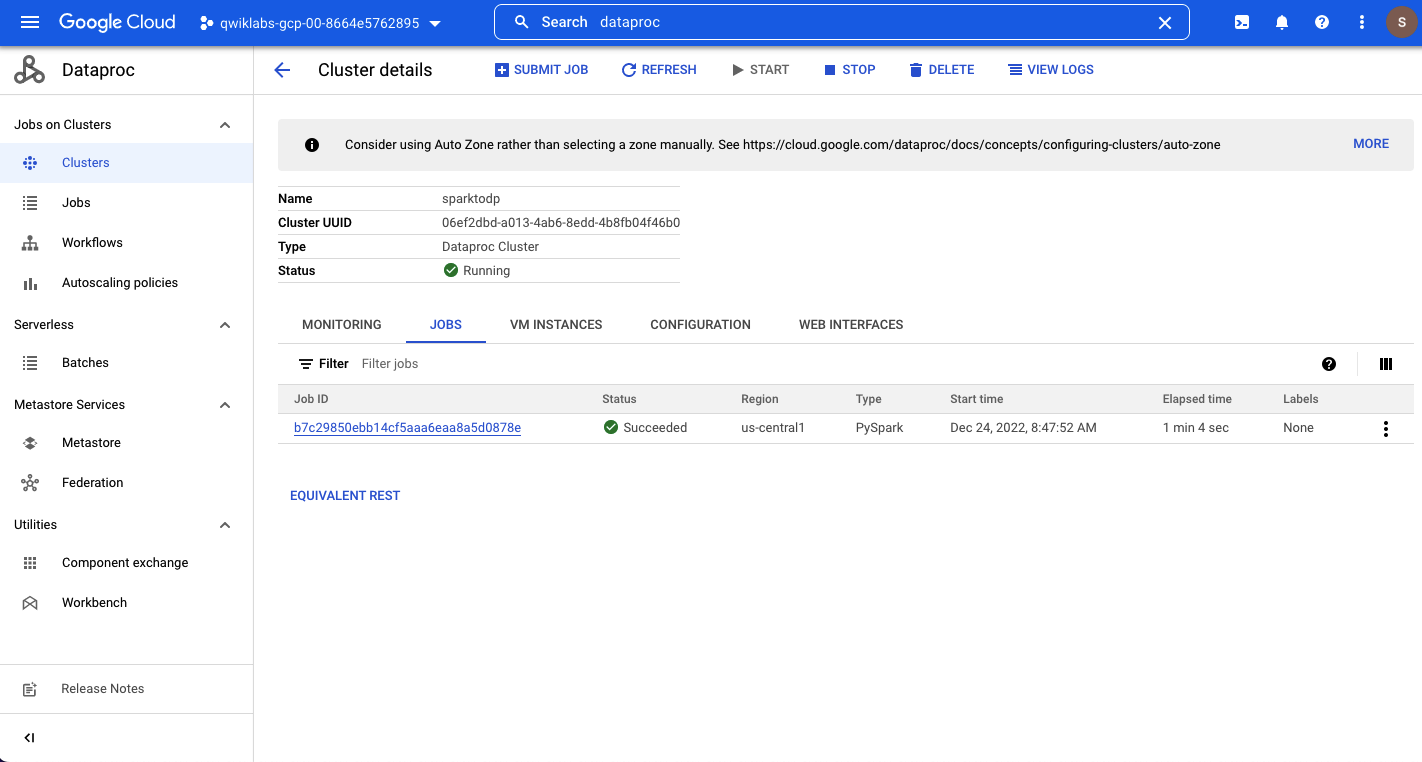 Google Cloud qwiklabs-gcp-00-8664e5762895 Search dataproc S
Dataproc
Cluster details SUBMIT JOB REFRESH START STOP DELETE VIEW LOGS
Jobs on Clusters
Clusters
Jobs
Workflows
Autoscaling policies
Serverless
Batches
Metastore Services
Metastore
Federation
Utilities
Component exchange
Workbench
Release Notes
Consider using Auto Zone rather than selecting a zone manually. See https://cloud.google.com/dataproc/docs/concepts/configuring-clusters/auto-zone MORE
Name sparktodp
Cluster UUID 06ef2dbd-a013-4ab6-8edd-4b8fb04f46b0
Type Dataproc Cluster
Status Running
MONITORING JOBS VM INSTANCES CONFIGURATION WEB INTERFACES
Filter Filter jobs
Job ID Status Region Type Start time Elapsed time Labels
b7c29850ebb14cf5aaa6eaa8a5d0878e Succeeded us-central1 PySpark Dec 24, 2022, 8:47:52 AM 1 min 4 sec None
EQUIVALENT REST